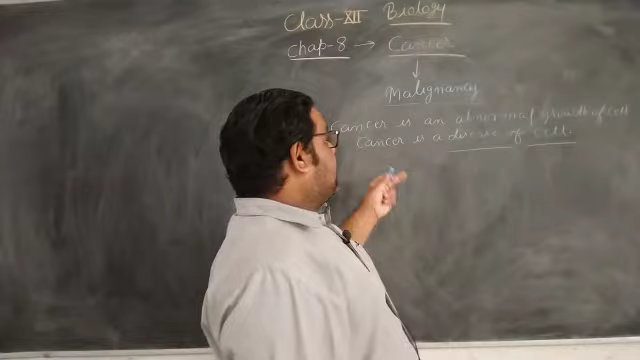 Class-XII Biology
Chap-8 → Cancer
↓
Malignancy
Cancer is an abnormal growth of cell
Cancer is a disease of cell.